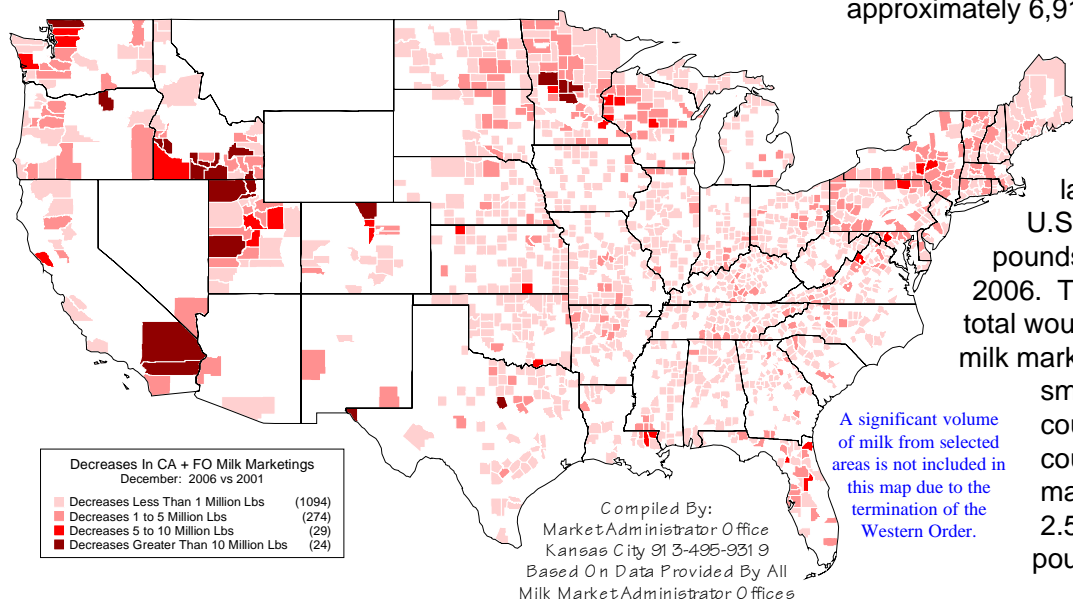 approximately 6,91
la
U.S
pounds
2006. T
total wou
milk mark
sm
cou
cou
ma
2.5
pou
A significant volume
of milk from selected
areas is not included in
this map due to the
termination of the
Western Order.
Decreases In CA + FO Milk Marketings
December: 2006 vs 2001
Decreases Less Than 1 Million Lbs (1094)
Decreases 1 to 5 Million Lbs (274)
Decreases 5 to 10 Million Lbs (29)
Decreases Greater Than 10 Million Lbs (24)
Compiled By:
Market Administrator Office
Kansas City 913-495-9319
Based On Data Provided By All
Milk Market Administrator Offices